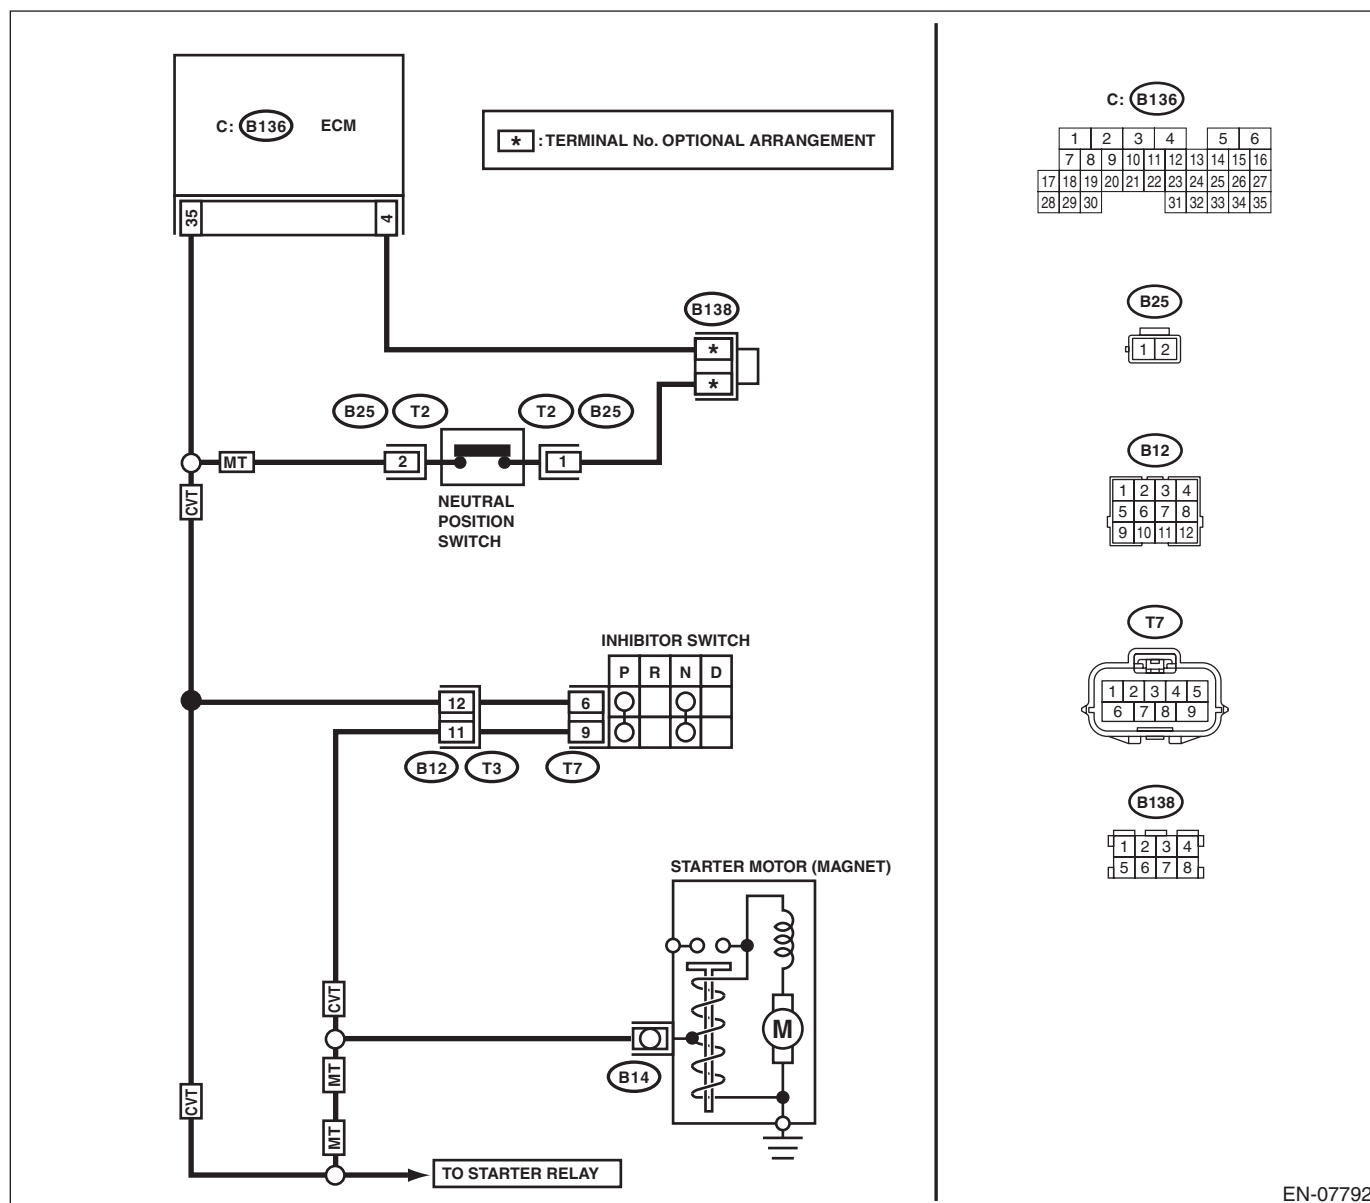 C: B136 ECM
35 4
* : TERMINAL No. OPTIONAL ARRANGEMENT
B138
*
*
B25 T2 T2 B25
MT 2 1
CVT
NEUTRAL
POSITION
SWITCH
INHIBITOR SWITCH
P R N D
12 6
11 9
B12 T3 T7
STARTER MOTOR (MAGNET)
CVT
M
MT
B14
CVT
MT
TO STARTER RELAY
C: B136
1 2 3 4 5 6
7 8 9 10 11 12 13 14 15 16
17 18 19 20 21 22 23 24 25 26 27
28 29 30 31 32 33 34 35
B25
1 2
B12
1 2 3 4
5 6 7 8
9 10 11 12
T7
1 2 3 4 5
6 7 8 9
B138
1 2 3 4
5 6 7 8
EN-07792